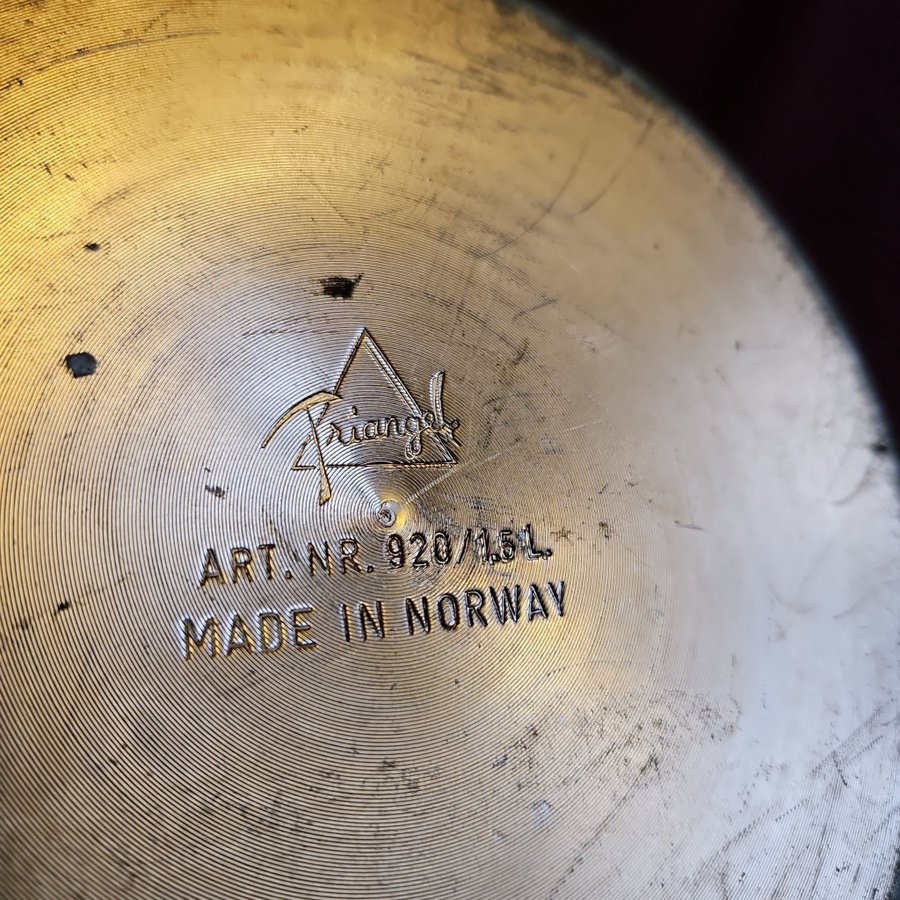 Triangel
ART. NR. 920/1.5 L.
MADE IN NORWAY